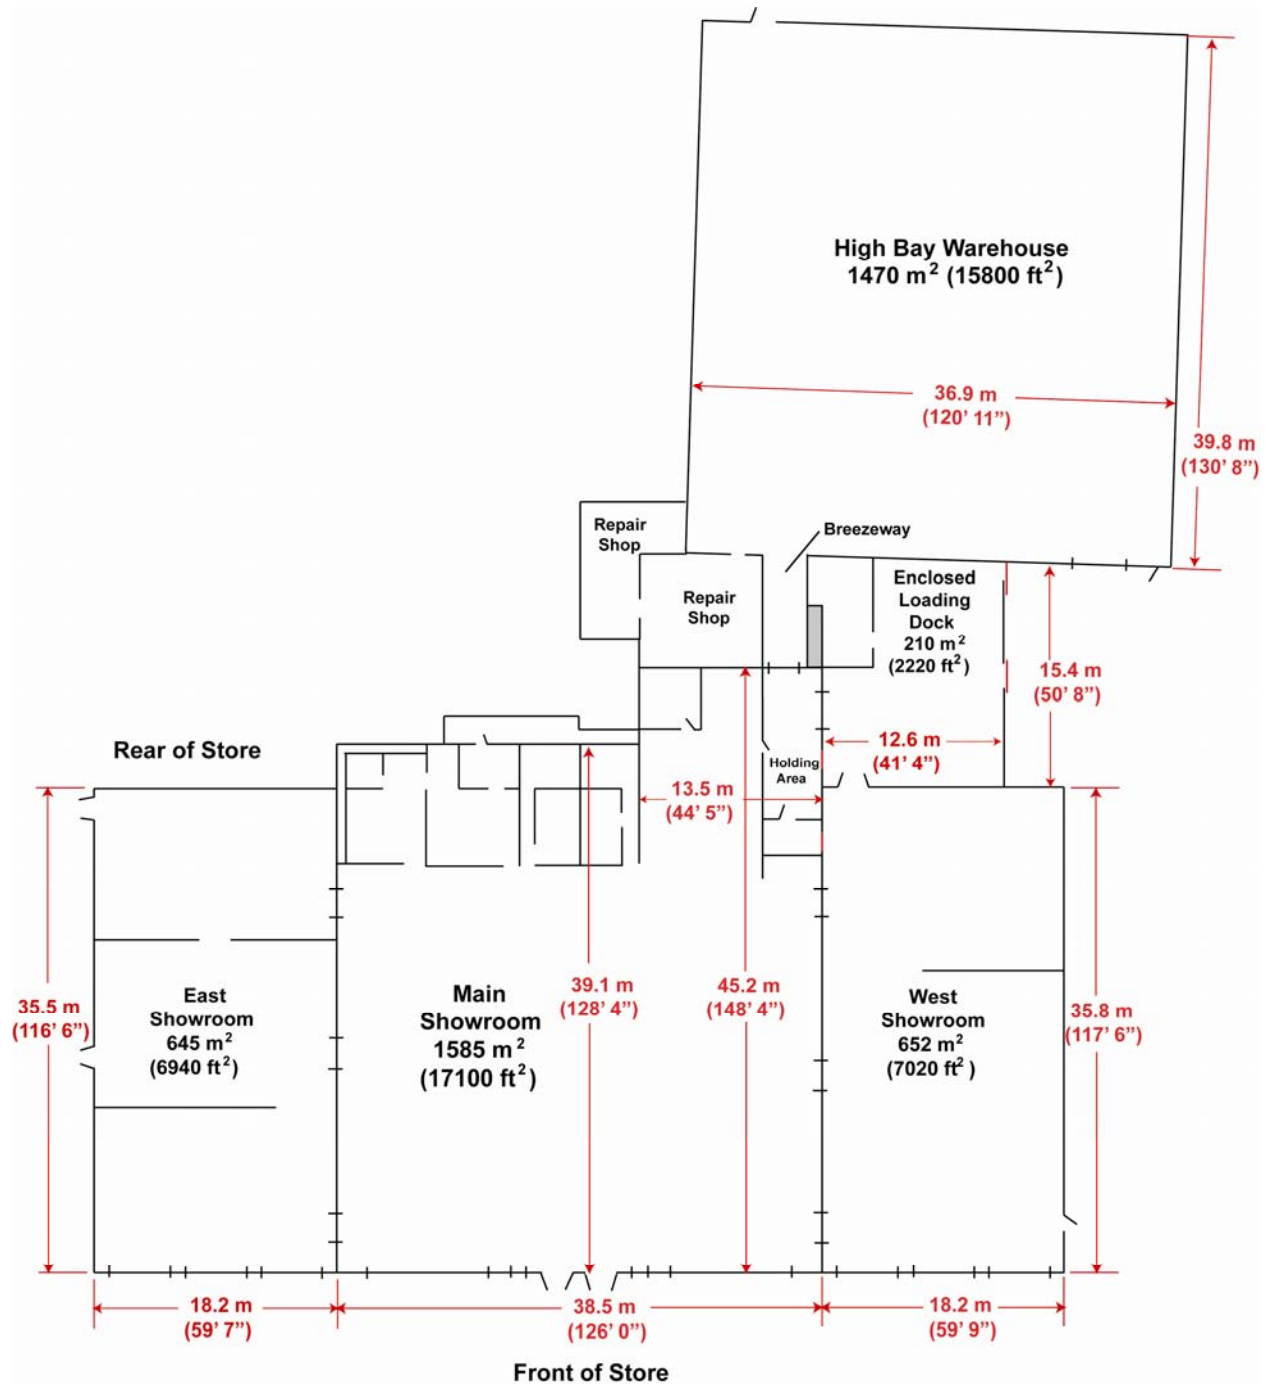 High Bay Warehouse
1470 m² (15800 ft²)
36.9 m
(120’ 11”)
39.8 m
(130’ 8”)
Repair
Shop
Breezeway
Repair
Shop
Enclosed
Loading
Dock
210 m²
(2220 ft²)
15.4 m
(50’ 8”)
Rear of Store
12.6 m
(41’ 4”)
Holding
Area
13.5 m
(44’ 5”)
35.5 m
(116’ 6”)
East
Showroom
645 m²
(6940 ft²)
Main
Showroom
1585 m²
(17100 ft²)
39.1 m
(128’ 4”)
45.2 m
(148’ 4”)
West
Showroom
652 m²
(7020 ft²)
35.8 m
(117’ 6”)
18.2 m
(59’ 7”)
38.5 m
(126’ 0”)
18.2 m
(59’ 9”)
Front of Store